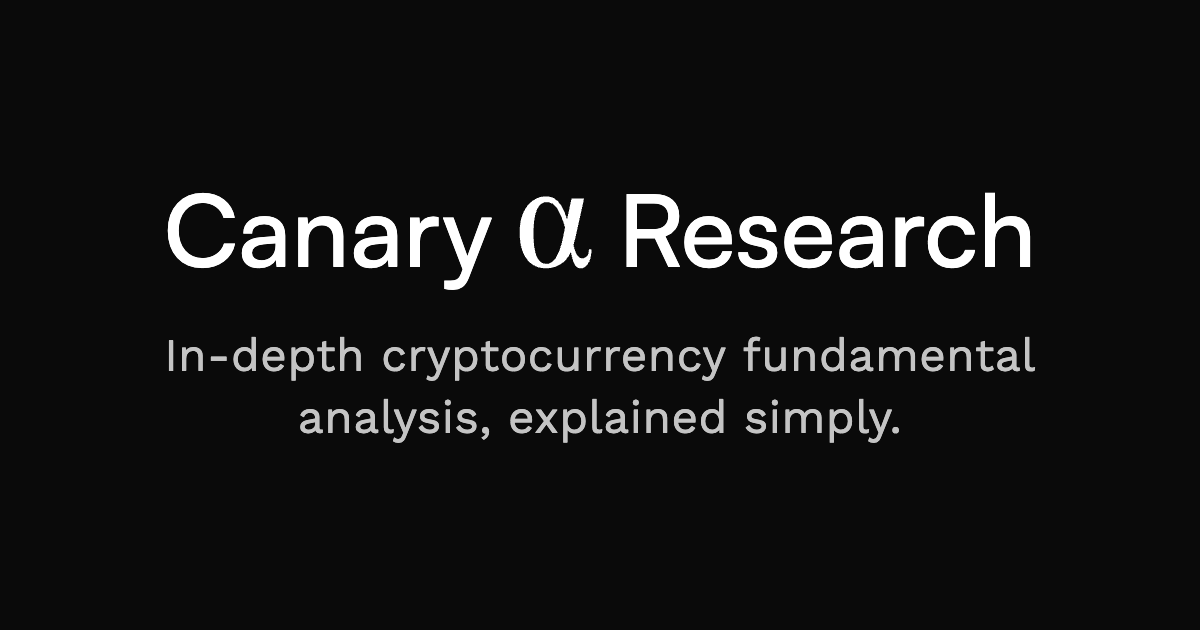 Canary α Research
In-depth cryptocurrency fundamental
analysis, explained simply.